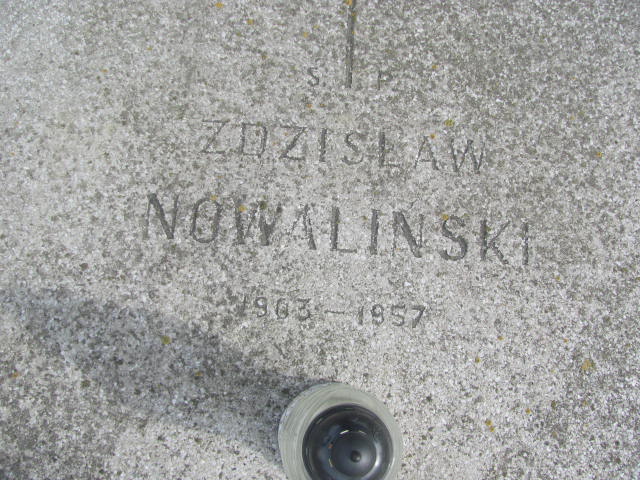 S P
ZDZISŁAW
NOWALINSKI
1903 – 1957